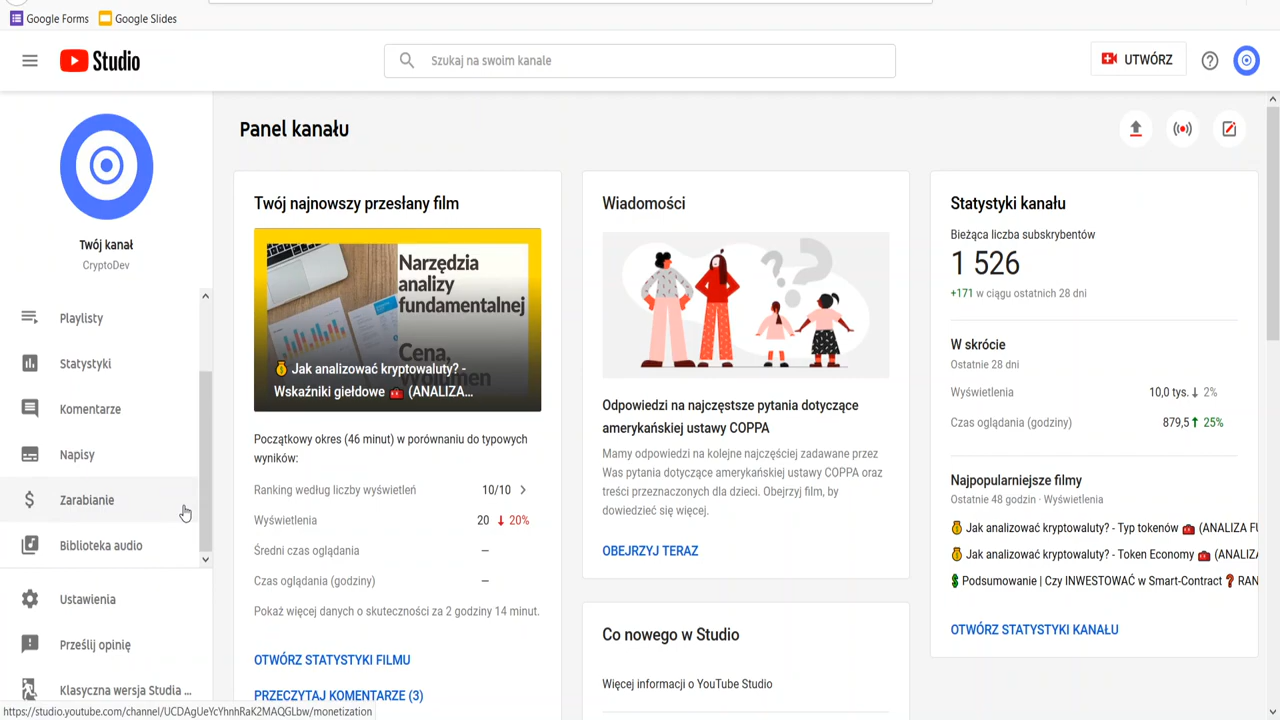 Google Forms
Google Slides
Studio
Szukaj na swoim kanale
UTWÓRZ
Twój kanał
CryptoDev
Playlisty
Statystyki
Komentarze
Napisy
Zarabianie
Biblioteka audio
Ustawienia
Prześlij opinię
Klasyczna wersja Studia ...
https://studio.youtube.com/channel/UCDAgUeYcYhnhRaK2MAQGLbw/monetization
Panel kanału
Twój najnowszy przesłany film
Narzędzia
analizy
fundamentalnej
Cena,
Wolumen
💰 Jak analizować kryptowaluty? -
Wskaźniki giełdowe 🧰 (ANALIZA...
Początkowy okres (46 minut) w porównaniu do typowych
wyników:
Ranking według liczby wyświetleń 10/10
Wyświetlenia 20 ↓ 20%
Średni czas oglądania –
Czas oglądania (godziny) –
Pokaż więcej danych o skuteczności za 2 godziny 14 minut.
OTWÓRZ STATYSTYKI FILMU
PRZECZYTAJ KOMENTARZE (3)
Wiadomości
Odpowiedzi na najczęstsze pytania dotyczące
amerykańskiej ustawy COPPA
Mamy odpowiedzi na kolejne najczęściej zadawane przez
Was pytania dotyczące amerykańskiej ustawy COPPA oraz
treści przeznaczonych dla dzieci. Obejrzyj film, by
dowiedzieć się więcej.
OBEJRZYJ TERAZ
Co nowego w Studio
Więcej informacji o YouTube Studio
Statystyki kanału
Bieżąca liczba subskrybentów
1 526
+171 w ciągu ostatnich 28 dni
W skrócie
Ostatnie 28 dni
Wyświetlenia 10,0 tys. ↓ 2%
Czas oglądania (godziny) 879,5 ↑ 25%
Najpopularniejsze filmy
Ostatnie 48 godzin · Wyświetlenia
💰 Jak analizować kryptowaluty? - Typ tokenów 🧰 (ANALIZA FU
💰 Jak analizować kryptowaluty? - Token Economy 🧰 (ANALIZA
💲 Podsumowanie | Czy INWESTOWAĆ w Smart-Contract ❓ RAN
OTWÓRZ STATYSTYKI KANAŁU